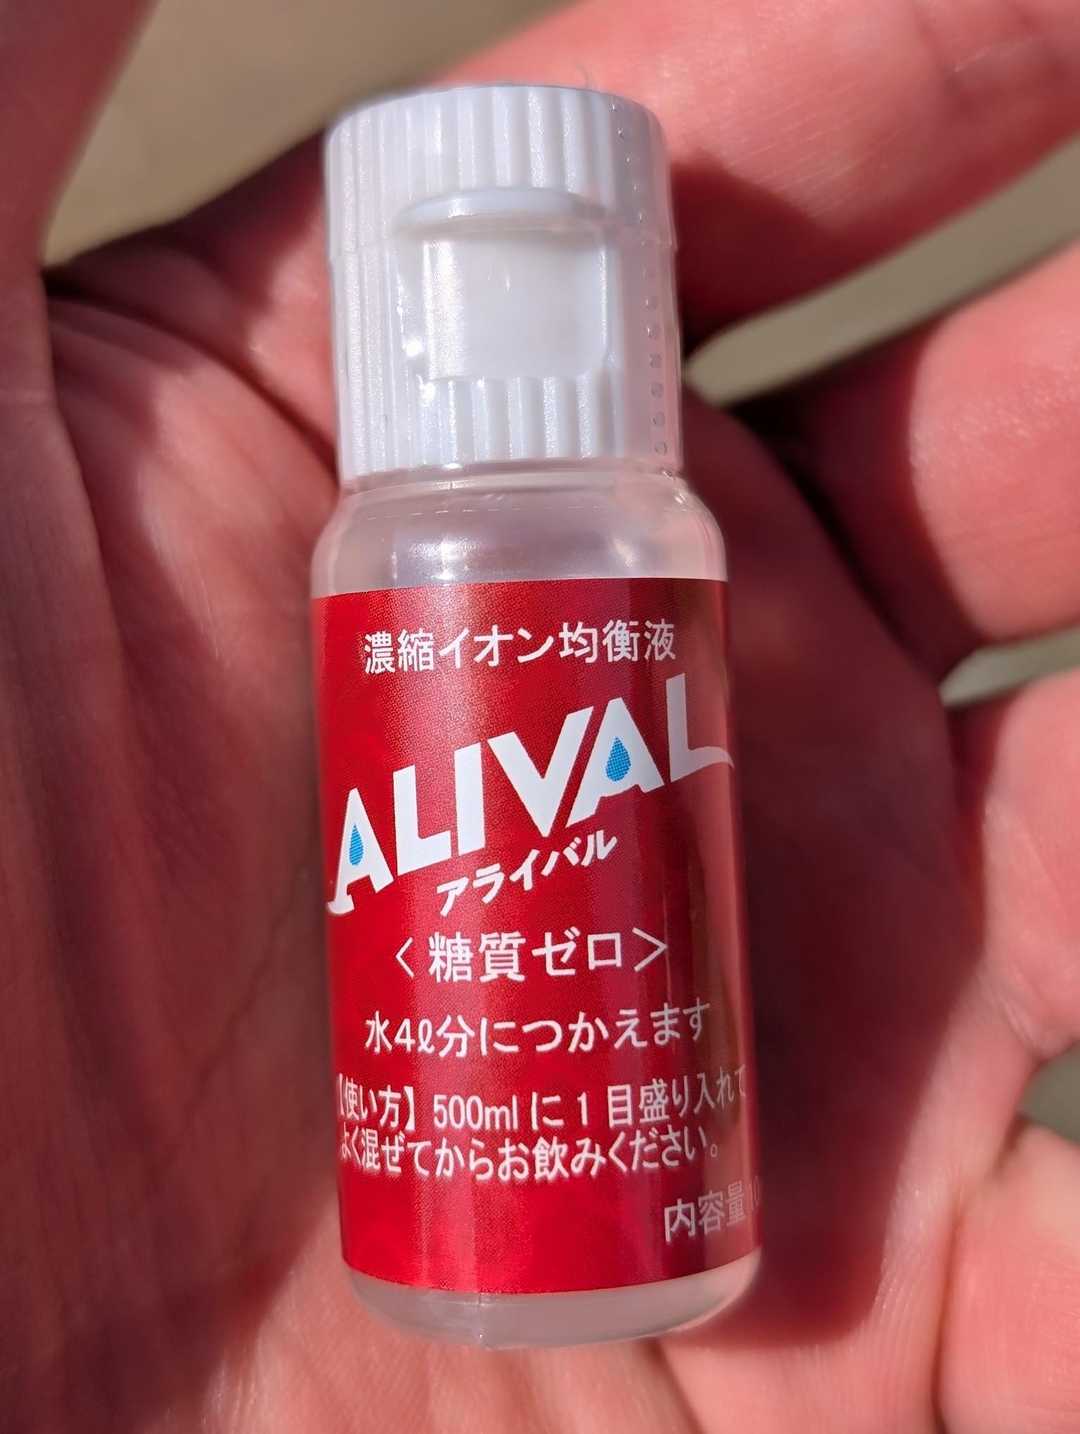 濃縮イオン均衡液
ALIVAL
アライバル
＜糖質ゼロ＞
水4ℓ分につかえます
【使い方】500mlに1目盛り入れて
よく混ぜてからお飲みください。
内容量